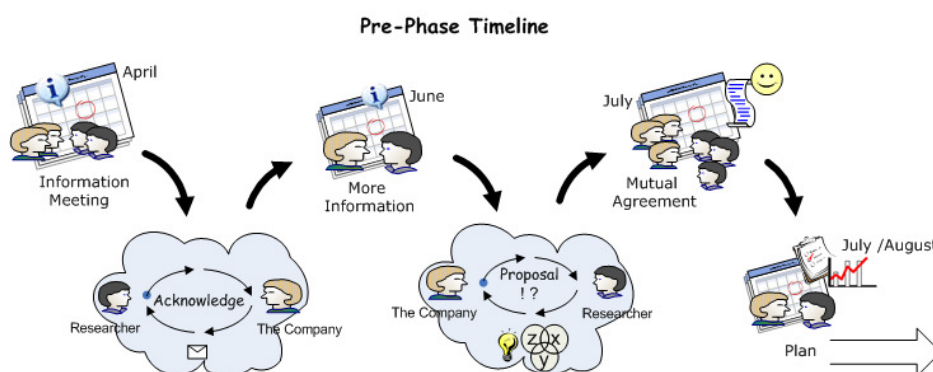 Pre-Phase Timeline
April
Information
Meeting
Acknowledge
Researcher
The Company
June
More
Information
Proposal
! ?
The Company
Researcher
z x
y
July
Mutual
Agreement
July /August
Plan